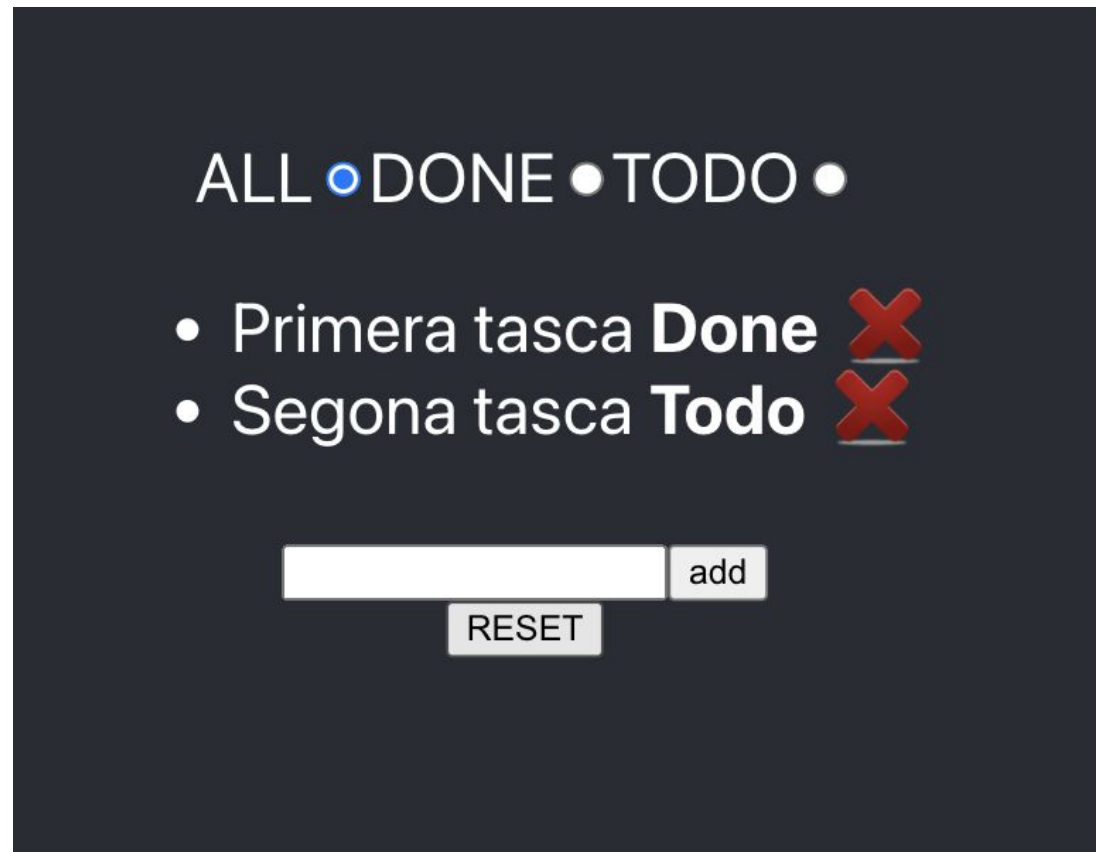 ALL DONE TODO
Primera tasca Done
Segona tasca Todo
add
RESET